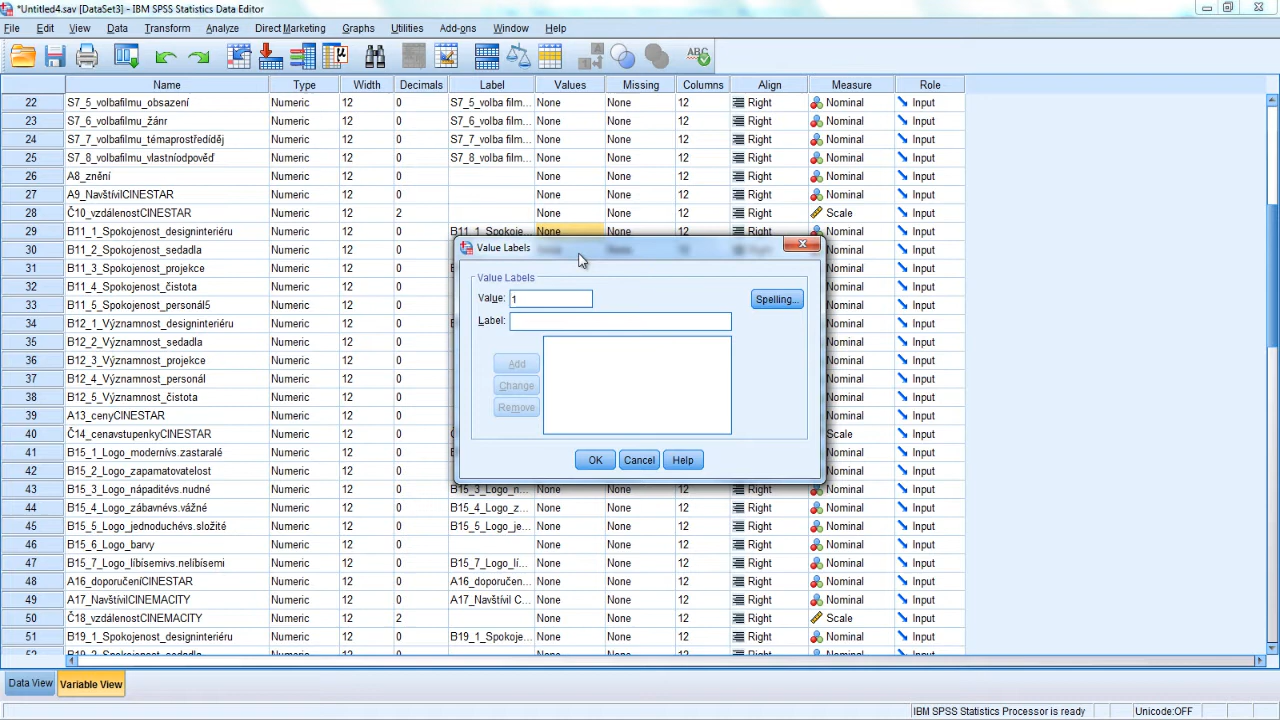 *Untitled4.sav [DataSet3] - IBM SPSS Statistics Data Editor
File Edit View Data Transform Analyze Direct Marketing Graphs Utilities Add-ons Window Help
Name Type Width Decimals Label Values Missing Columns Align Measure Role
22 S7_5_volbafilmu_obsazení Numeric 12 0 S7_5_volba film... None None 12 Right Nominal Input
23 S7_6_volbafilmu_žánr Numeric 12 0 S7_6_volba film... None None 12 Right Nominal Input
24 S7_7_volbafilmu_témaprostředíděj Numeric 12 0 S7_7_volba film... None None 12 Right Nominal Input
25 S7_8_volbafilmu_vlastníodpověď Numeric 12 0 S7_8_volba film... None None 12 Right Nominal Input
26 A8_znění Numeric 12 0 None None 12 Right Nominal Input
27 A9_NavštívilCINESTAR Numeric 12 0 None None 12 Right Nominal Input
28 Č10_vzdálenostCINESTAR Numeric 12 2 None None 12 Right Scale Input
29 B11_1_Spokojenost_designinteriéru Numeric 12 0 B11_1_Spokoje... None None 12 Right Nominal Input
30 B11_2_Spokojenost_sedadla Numeric 12 0 Nominal Input
31 B11_3_Spokojenost_projekce Numeric 12 0 Nominal Input
32 B11_4_Spokojenost_čistota Numeric 12 0 Nominal Input
33 B11_5_Spokojenost_personál5 Numeric 12 0 Nominal Input
34 B12_1_Významnost_designinteriéru Numeric 12 0 Nominal Input
35 B12_2_Významnost_sedadla Numeric 12 0 Nominal Input
36 B12_3_Významnost_projekce Numeric 12 0 Nominal Input
37 B12_4_Významnost_personál Numeric 12 0 Nominal Input
38 B12_5_Významnost_čistota Numeric 12 0 Nominal Input
39 A13_cenyCINESTAR Numeric 12 0 Nominal Input
40 Č14_cenavstupenkyCINESTAR Numeric 12 0 Scale Input
41 B15_1_Logo_modernívs.zastaralé Numeric 12 0 Nominal Input
42 B15_2_Logo_zapamatovatelost Numeric 12 0 Nominal Input
43 B15_3_Logo_nápaditévs.nudné Numeric 12 0 B15_3_Logo_n... None None 12 Right Nominal Input
44 B15_4_Logo_zábavnévs.vážné Numeric 12 0 B15_4_Logo_z... None None 12 Right Nominal Input
45 B15_5_Logo_jednoduchévs.složité Numeric 12 0 B15_5_Logo_je... None None 12 Right Nominal Input
46 B15_6_Logo_barvy Numeric 12 0 None None 12 Right Nominal Input
47 B15_7_Logo_líbísemivs.nelíbísemi Numeric 12 0 B15_7_Logo_lí... None None 12 Right Nominal Input
48 A16_doporučeníCINESTAR Numeric 12 0 A16_doporučen... None None 12 Right Nominal Input
49 A17_NavštívilCINEMACITY Numeric 12 0 A17_Navštívil C... None None 12 Right Nominal Input
50 Č18_vzdálenostCINEMACITY Numeric 12 2 None None 12 Right Scale Input
51 B19_1_Spokojenost_designinteriéru Numeric 12 0 B19_1_Spokoje... None None 12 Right Nominal Input
Value Labels
Value Labels
Value: 1
Spelling...
Label:
Add
Change
Remove
OK Cancel Help
Data View Variable View
IBM SPSS Statistics Processor is ready Unicode:OFF